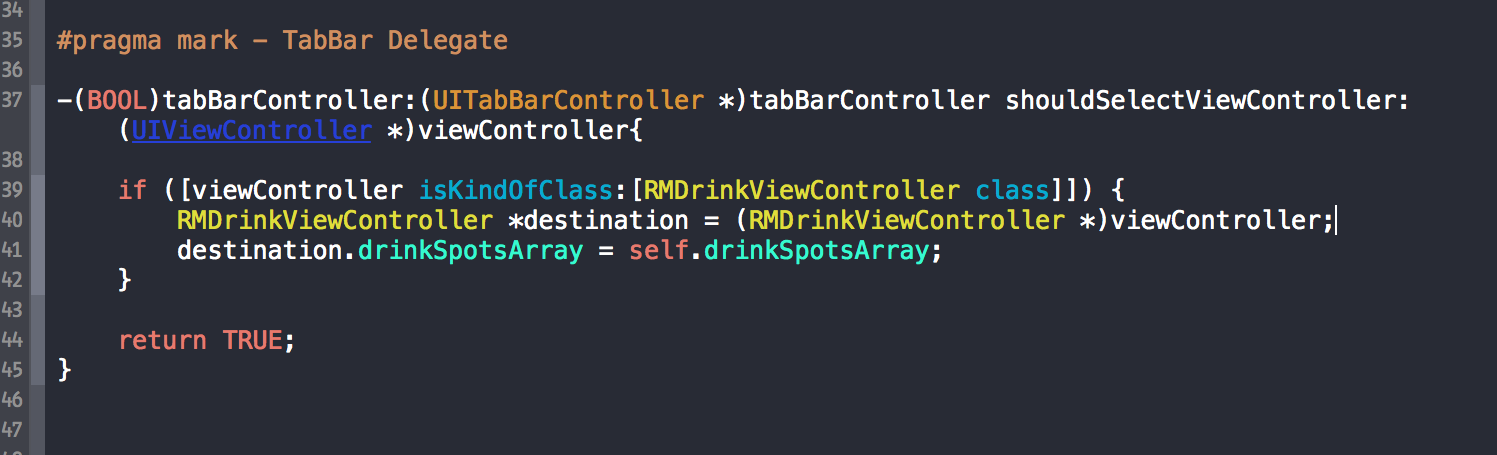 34
35 #pragma mark - TabBar Delegate
36
37 -(BOOL)tabBarController:(UITabBarController *)tabBarController shouldSelectViewController:
(UIViewController *)viewController{
38
39 if ([viewController isKindOfClass:[RMDrinkViewController class]]) {
40 RMDrinkViewController *destination = (RMDrinkViewController *)viewController;
41 destination.drinkSpotsArray = self.drinkSpotsArray;
42 }
43
44 return TRUE;
45 }
46
47